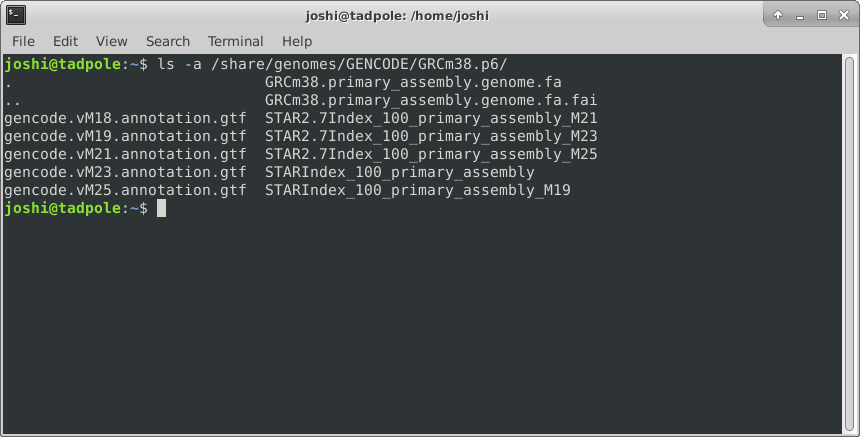 joshi@tadpole: /home/joshi
File Edit View Search Terminal Help
joshi@tadpole:~$ ls -a /share/genomes/GENCODE/GRCm38.p6/
. GRCm38.primary_assembly.genome.fa
.. GRCm38.primary_assembly.genome.fa.fai
gencode.vM18.annotation.gtf STAR2.7Index_100_primary_assembly_M21
gencode.vM19.annotation.gtf STAR2.7Index_100_primary_assembly_M23
gencode.vM21.annotation.gtf STAR2.7Index_100_primary_assembly_M25
gencode.vM23.annotation.gtf STARIndex_100_primary_assembly
gencode.vM25.annotation.gtf STARIndex_100_primary_assembly_M19
joshi@tadpole:~$